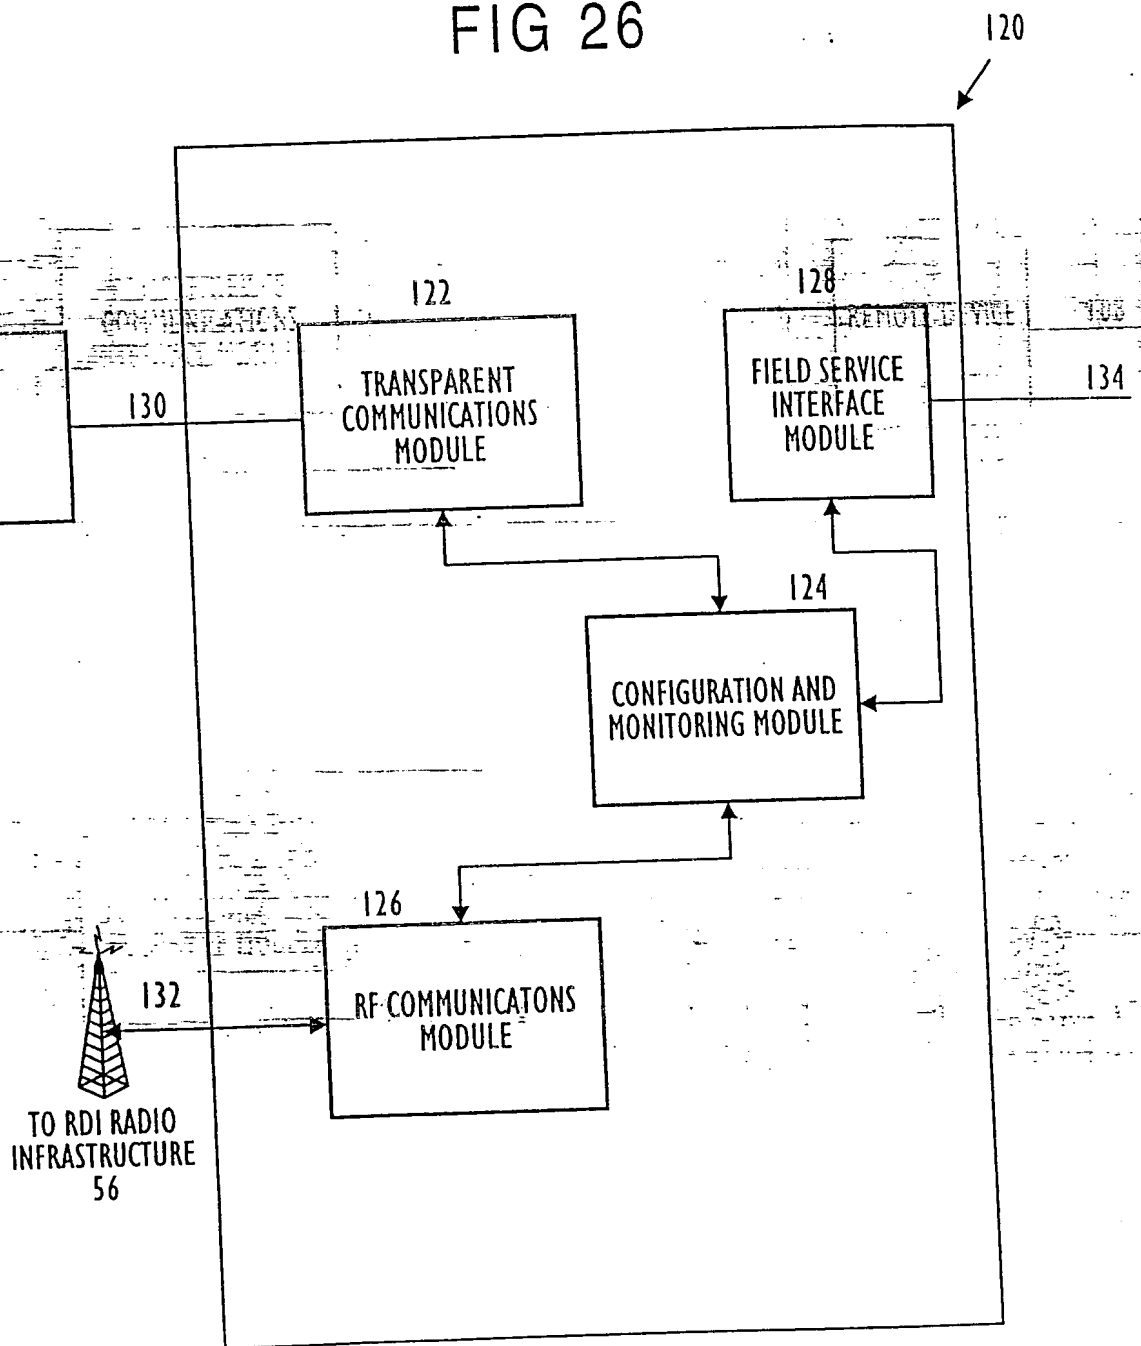 FIG 26
120
122
128
COMMUNICATIONS
TRANSPARENT
COMMUNICATIONS
MODULE
FIELD SERVICE
INTERFACE
MODULE
130
134
124
CONFIGURATION AND
MONITORING MODULE
126
132
RF COMMUNICATONS
MODULE
TO RDI RADIO
INFRASTRUCTURE
56